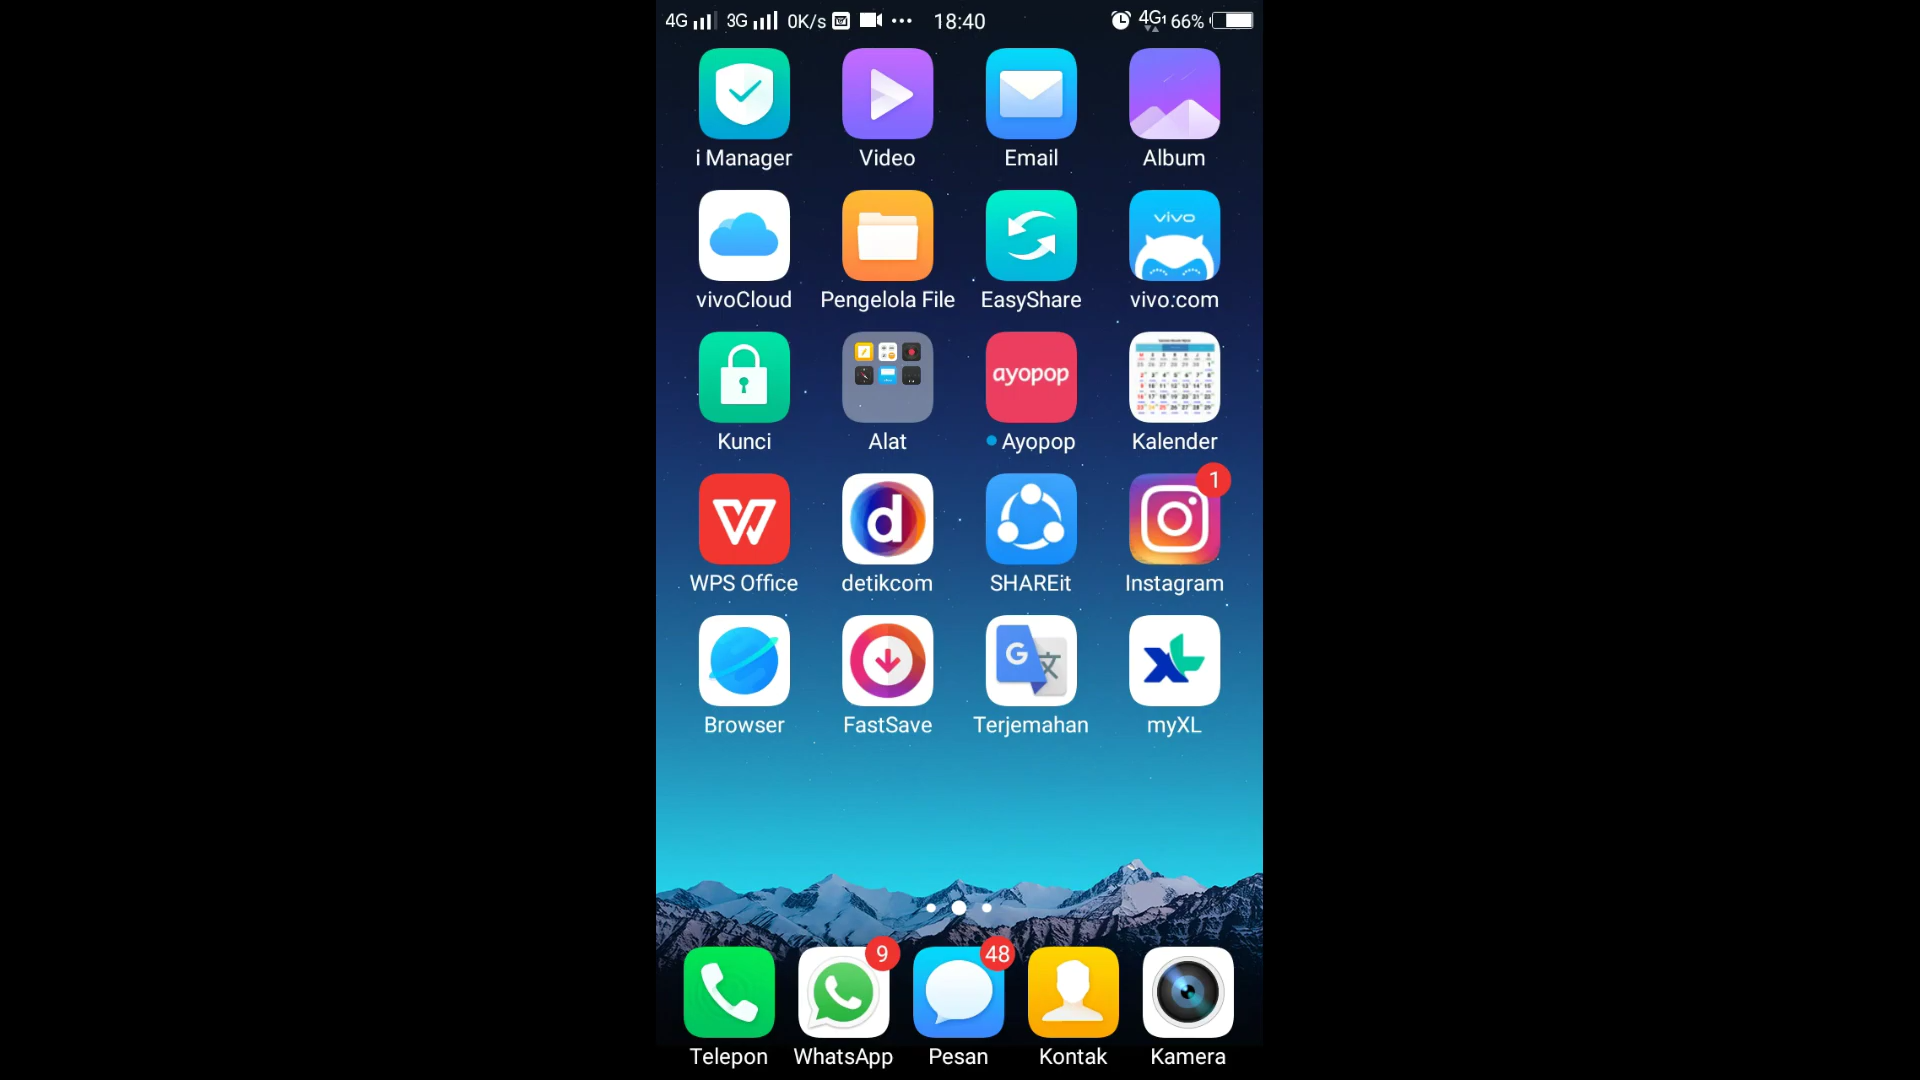 4G 3G 0K/s 18:40 4G1 66%
i Manager Video Email Album
vivo
vivoCloud Pengelola File EasyShare vivo.com
ayopop
Kunci Alat Ayopop Kalender
1
WPS Office detikcom SHAREit Instagram
Browser FastSave Terjemahan myXL
9 48
Telepon WhatsApp Pesan Kontak Kamera